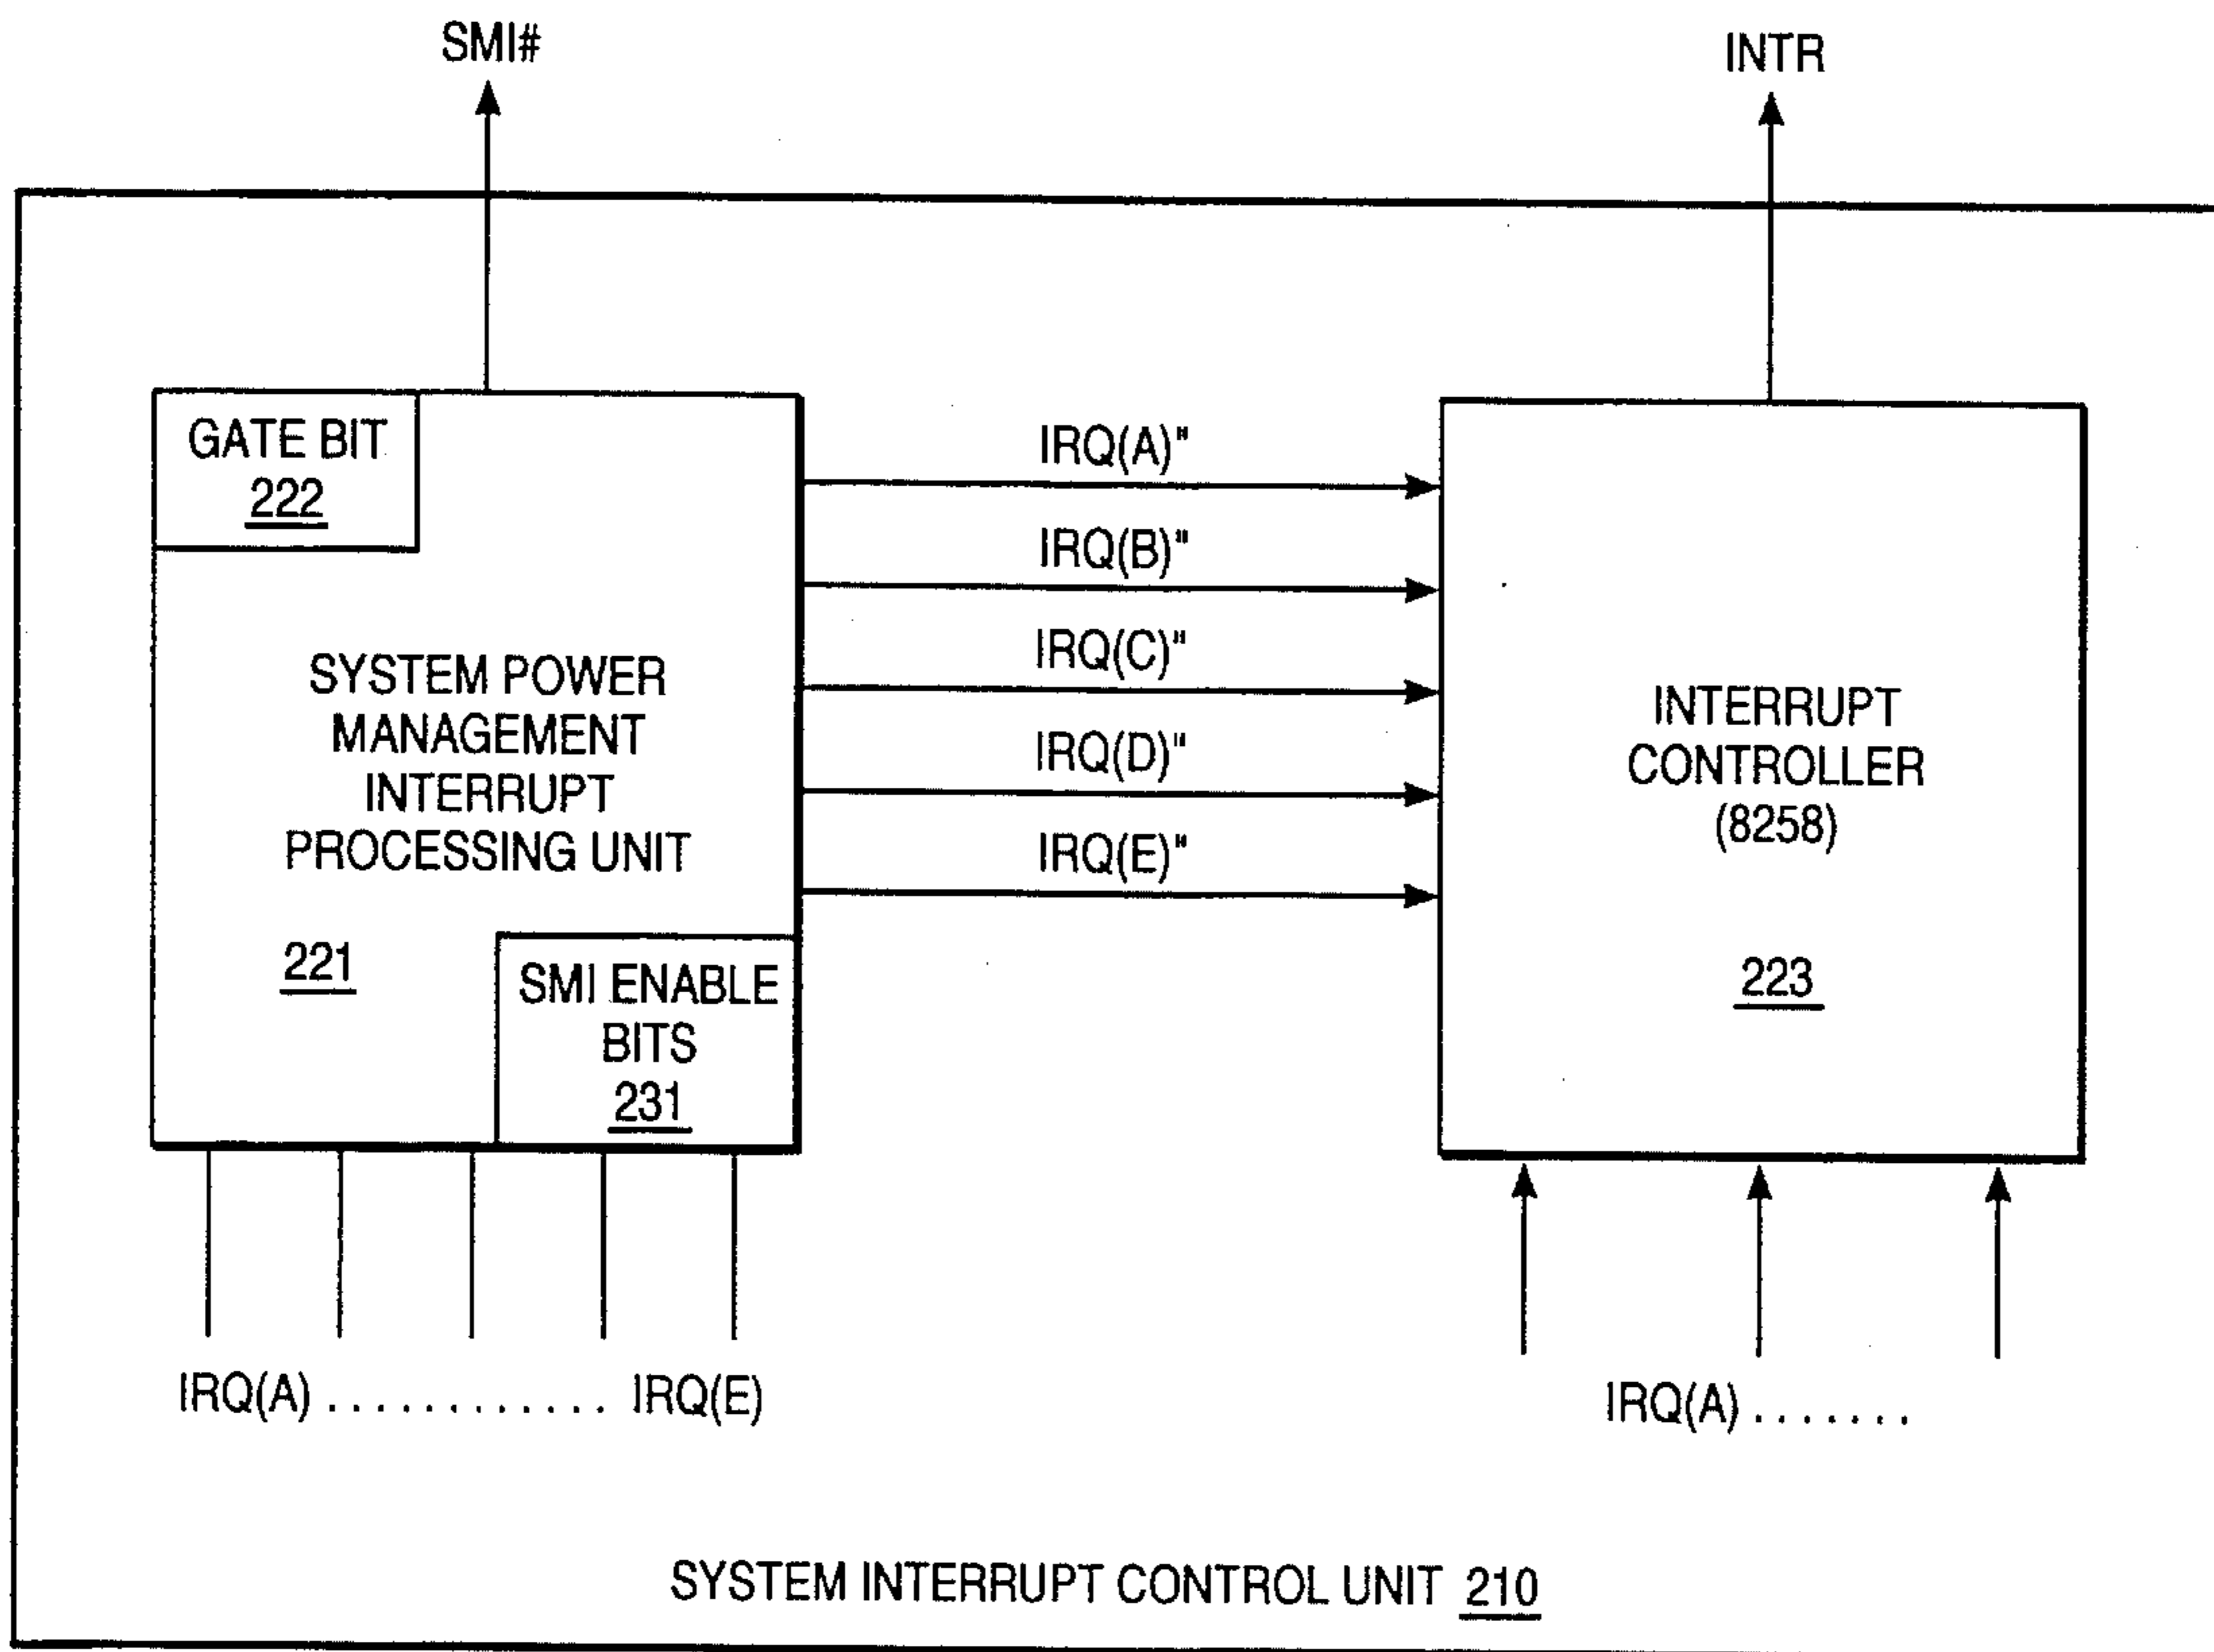 SMI#
INTR
GATE BIT
222
SYSTEM POWER
MANAGEMENT
INTERRUPT
PROCESSING UNIT
221
SMI ENABLE
BITS
231
IRQ(A)"
IRQ(B)"
IRQ(C)"
IRQ(D)"
IRQ(E)"
INTERRUPT
CONTROLLER
(8258)
223
IRQ(A) . . . . . . . . . . . . IRQ(E)
IRQ(A) . . . . . . .
SYSTEM INTERRUPT CONTROL UNIT 210